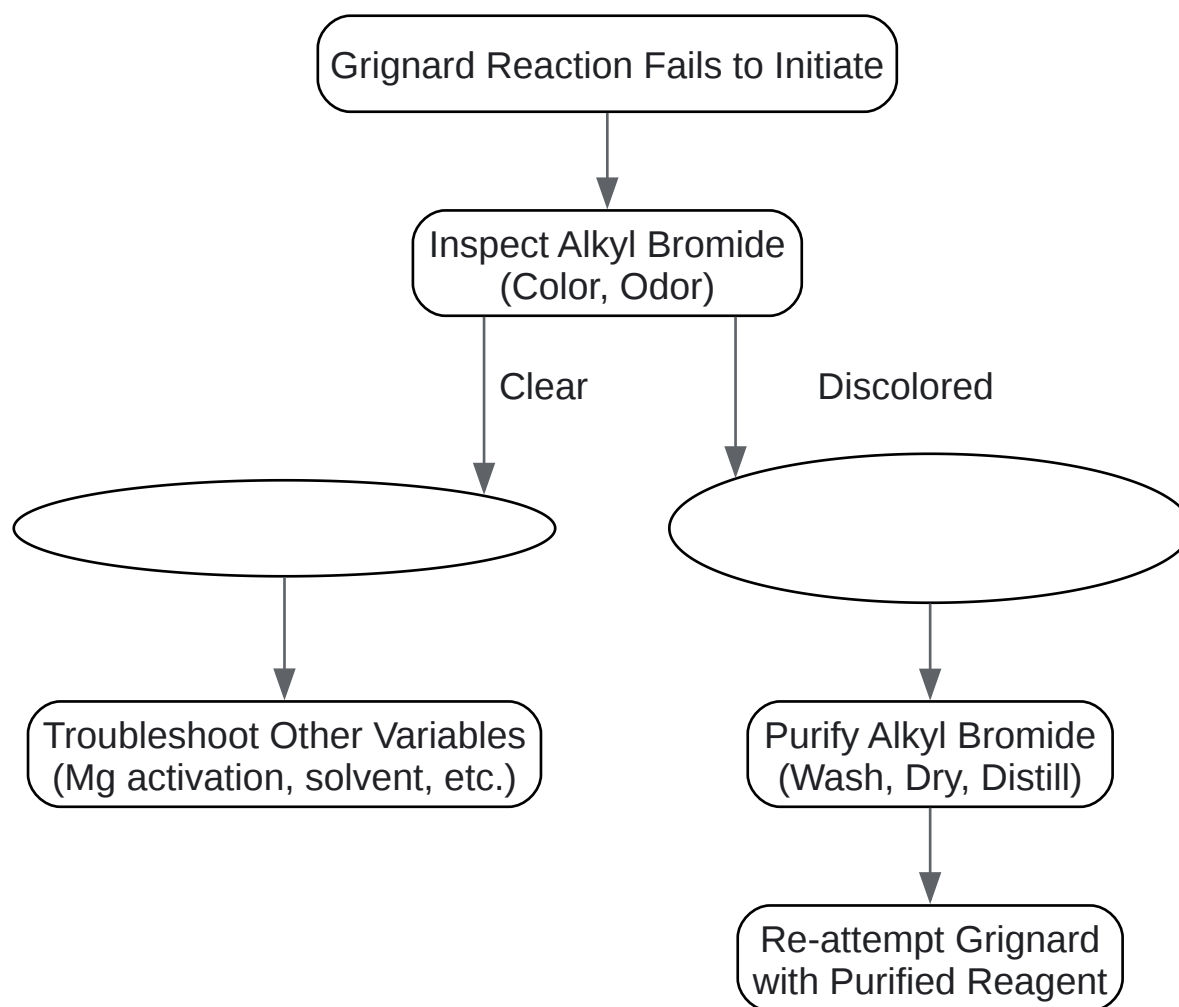 Grignard Reaction Fails to Initiate
Inspect Alkyl Bromide
(Color, Odor)
Clear
Discolored
Troubleshoot Other Variables
(Mg activation, solvent, etc.)
Purify Alkyl Bromide
(Wash, Dry, Distill)
Re-attempt Grignard
with Purified Reagent